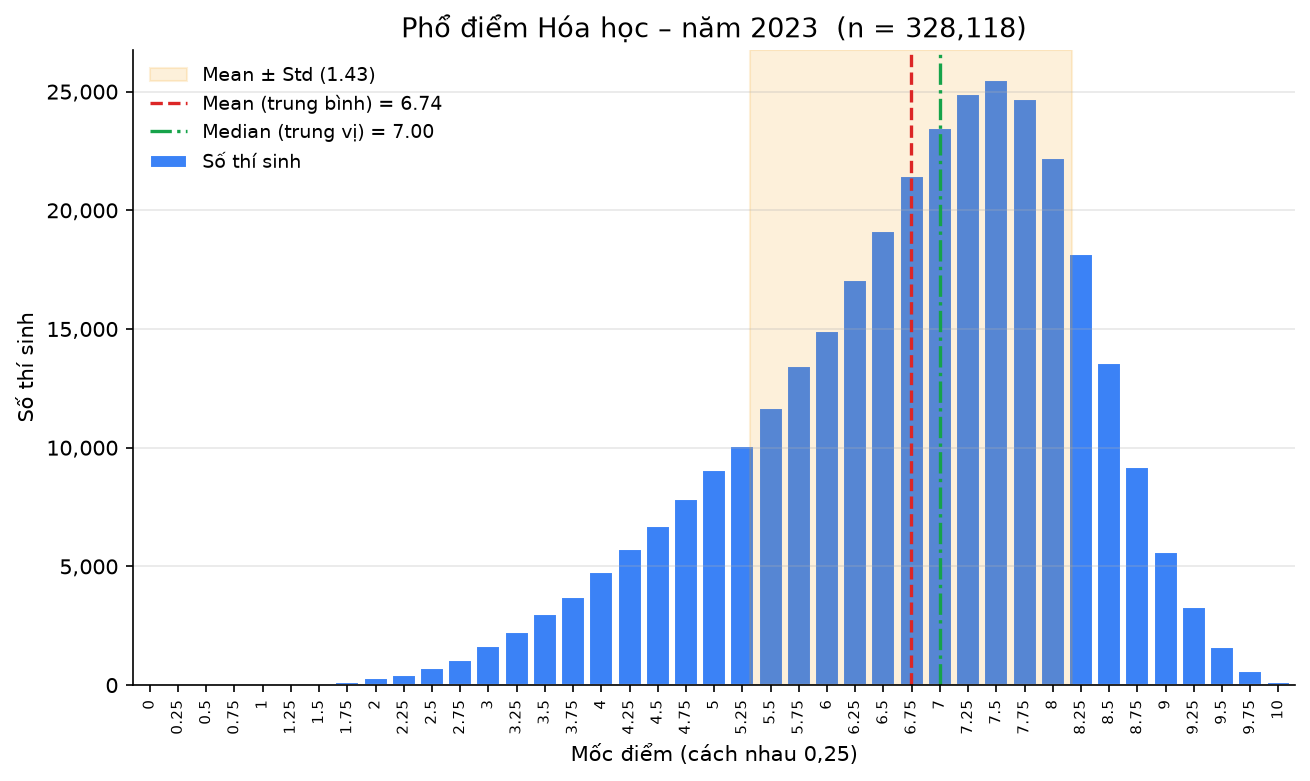 Phổ điểm Hóa học – năm 2023 (n = 328,118)
Mean ± Std (1.43)
Mean (trung bình) = 6.74
Median (trung vị) = 7.00
Số thí sinh
25,000
20,000
15,000
10,000
5,000
0
Số thí sinh
0 0.25 0.5 0.75 1 1.25 1.5 1.75 2 2.25 2.5 2.75 3 3.25 3.5 3.75 4 4.25 4.5 4.75 5 5.25 5.5 5.75 6 6.25 6.5 6.75 7 7.25 7.5 7.75 8 8.25 8.5 8.75 9 9.25 9.5 9.75 10
Mốc điểm (cách nhau 0,25)